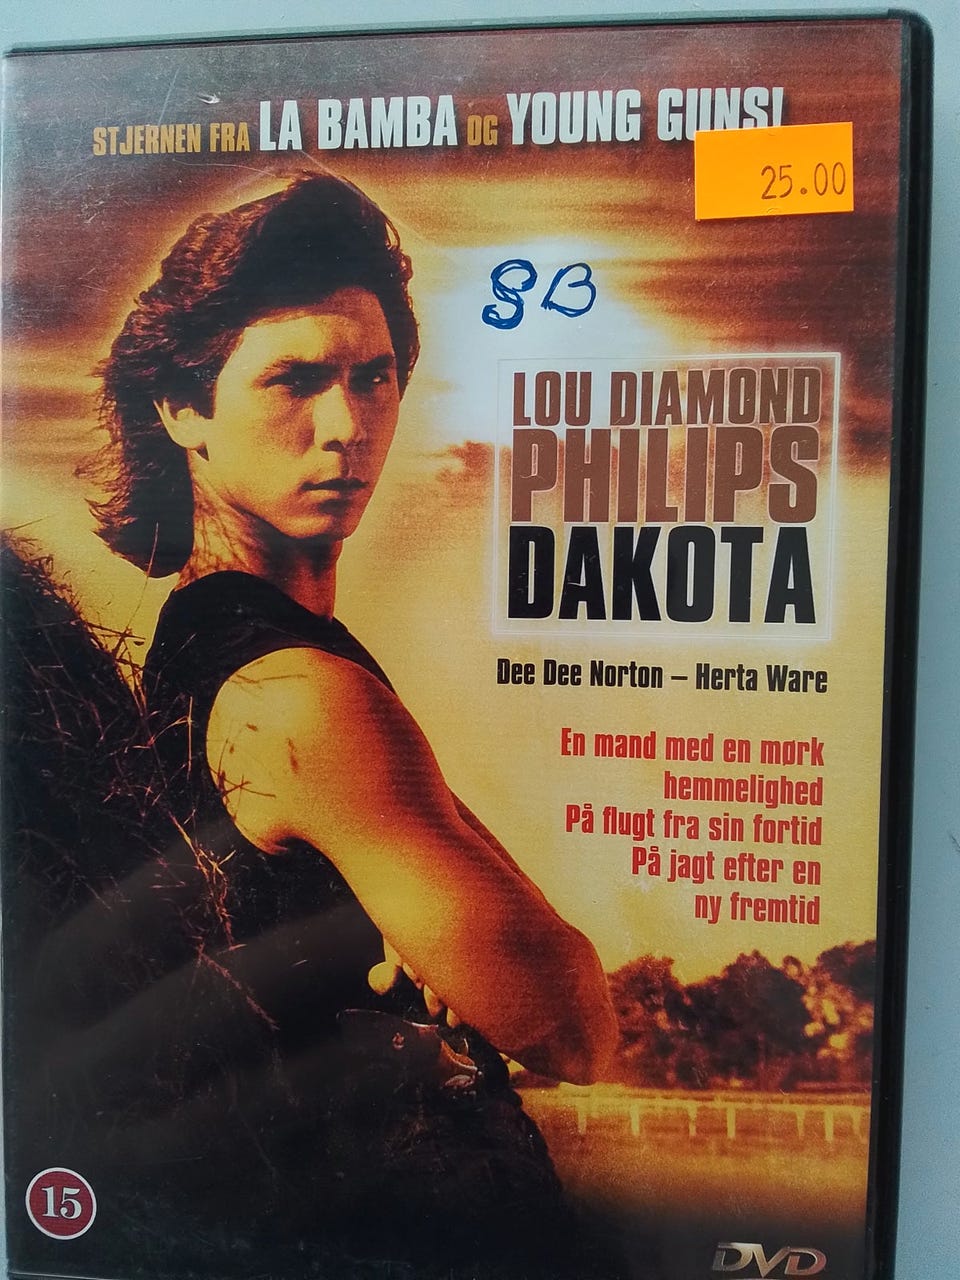 STJERNEN FRA LA BAMBA OG YOUNG GUNS!
25.00
SB
LOU DIAMOND
PHILIPS
DAKOTA
Dee Dee Norton – Herta Ware
En mand med en mørk
hemmelighed
På flugt fra sin fortid
På jagt efter en
ny fremtid
15
DVD